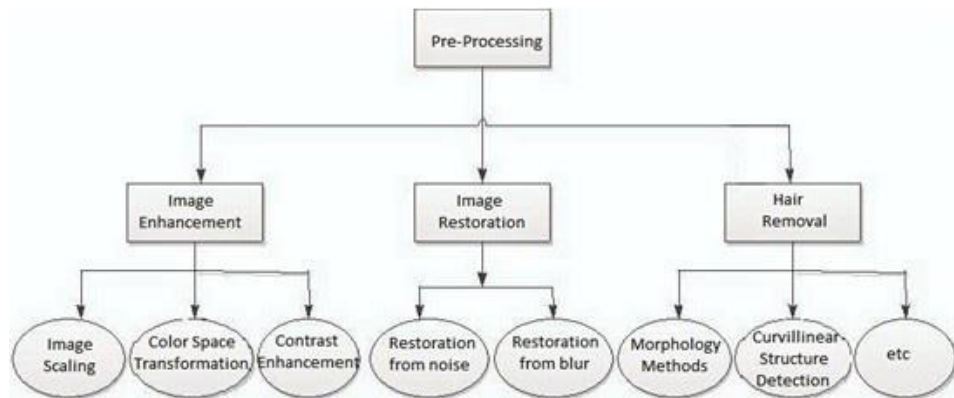 Pre-Processing
Image
Enhancement
Image
Restoration
Hair
Removal
Image
Scaling
Color Space
Transformation
Contrast
Enhancement
Restoration
from noise
Restoration
from blur
Morphology
Methods
Curvillinear-
Structure
Detection
etc